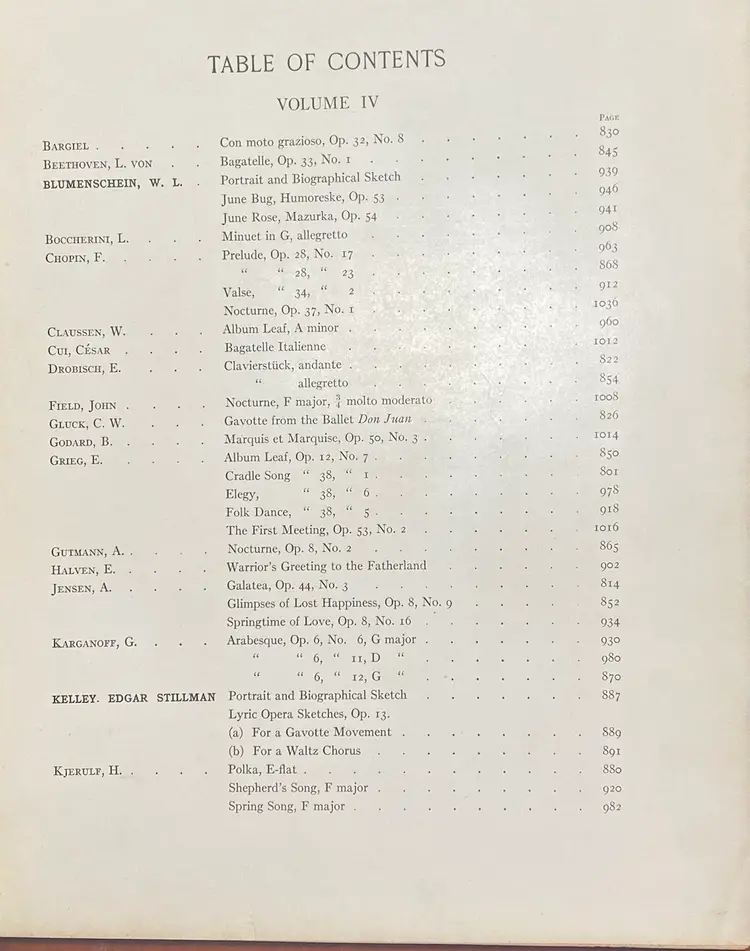 TABLE OF CONTENTS
VOLUME IV
PAGE
BARGIEL . . . . . Con moto grazioso, Op. 32, No. 8 . . . . . . 830
BEETHOVEN, L. VON . . Bagatelle, Op. 33, No. 1 . . . . . . . 845
BLUMENSCHEIN, W. L. . Portrait and Biographical Sketch . . . . . . 939
June Bug, Humoreske, Op. 53 . . . . . . 946
June Rose, Mazurka, Op. 54 . . . . . . 941
BOCCHERINI, L. . . . Minuet in G, allegretto . . . . . . . 908
CHOPIN, F. . . . . Prelude, Op. 28, No. 17 . . . . . . . 963
“ “ 28, “ 23 . . . . . . . 868
Valse, “ 34, “ 2 . . . . . . . 912
Nocturne, Op. 37, No. 1 . . . . . . . 1036
CLAUSSEN, W. . . . Album Leaf, A minor . . . . . . . . 960
CUI, CÉSAR . . . . Bagatelle Italienne . . . . . . . . 1012
DROBISCH, E. . . . Clavierstück, andante . . . . . . . . 822
“ allegretto . . . . . . . 854
FIELD, JOHN . . . . Nocturne, F major, ¾ molto moderato . . . . . 1008
GLUCK, C. W. . . . Gavotte from the Ballet Don Juan . . . . . . 826
GODARD, B. . . . . Marquis et Marquise, Op. 50, No. 3 . . . . . . 1014
GRIEG, E. . . . . Album Leaf, Op. 12, No. 7 . . . . . . . 850
Cradle Song “ 38, “ 1 . . . . . . . 801
Elegy, “ 38, “ 6 . . . . . . . 978
Folk Dance, “ 38, “ 5 . . . . . . . 918
The First Meeting, Op. 53, No. 2 . . . . . . 1016
GUTMANN, A. . . . . Nocturne, Op. 8, No. 2 . . . . . . . 865
HALVEN, E. . . . . Warrior's Greeting to the Fatherland . . . . . 902
JENSEN, A. . . . . Galatea, Op. 44, No. 3 . . . . . . . 814
Glimpses of Lost Happiness, Op. 8, No. 9 . . . . 852
Springtime of Love, Op. 8, No. 16 . . . . . . 934
KARGANOFF, G. . . . Arabesque, Op. 6, No. 6, G major . . . . . . 930
“ “ 6, “ 11, D “ . . . . . . 980
“ “ 6, “ 12, G “ . . . . . . 870
KELLEY. EDGAR STILLMAN Portrait and Biographical Sketch . . . . . . 887
Lyric Opera Sketches, Op. 13.
(a) For a Gavotte Movement . . . . . . . 889
(b) For a Waltz Chorus . . . . . . . 891
KJERULF, H. . . . . Polka, E-flat . . . . . . . . . 880
Shepherd's Song, F major . . . . . . . 920
Spring Song, F major . . . . . . . . 982